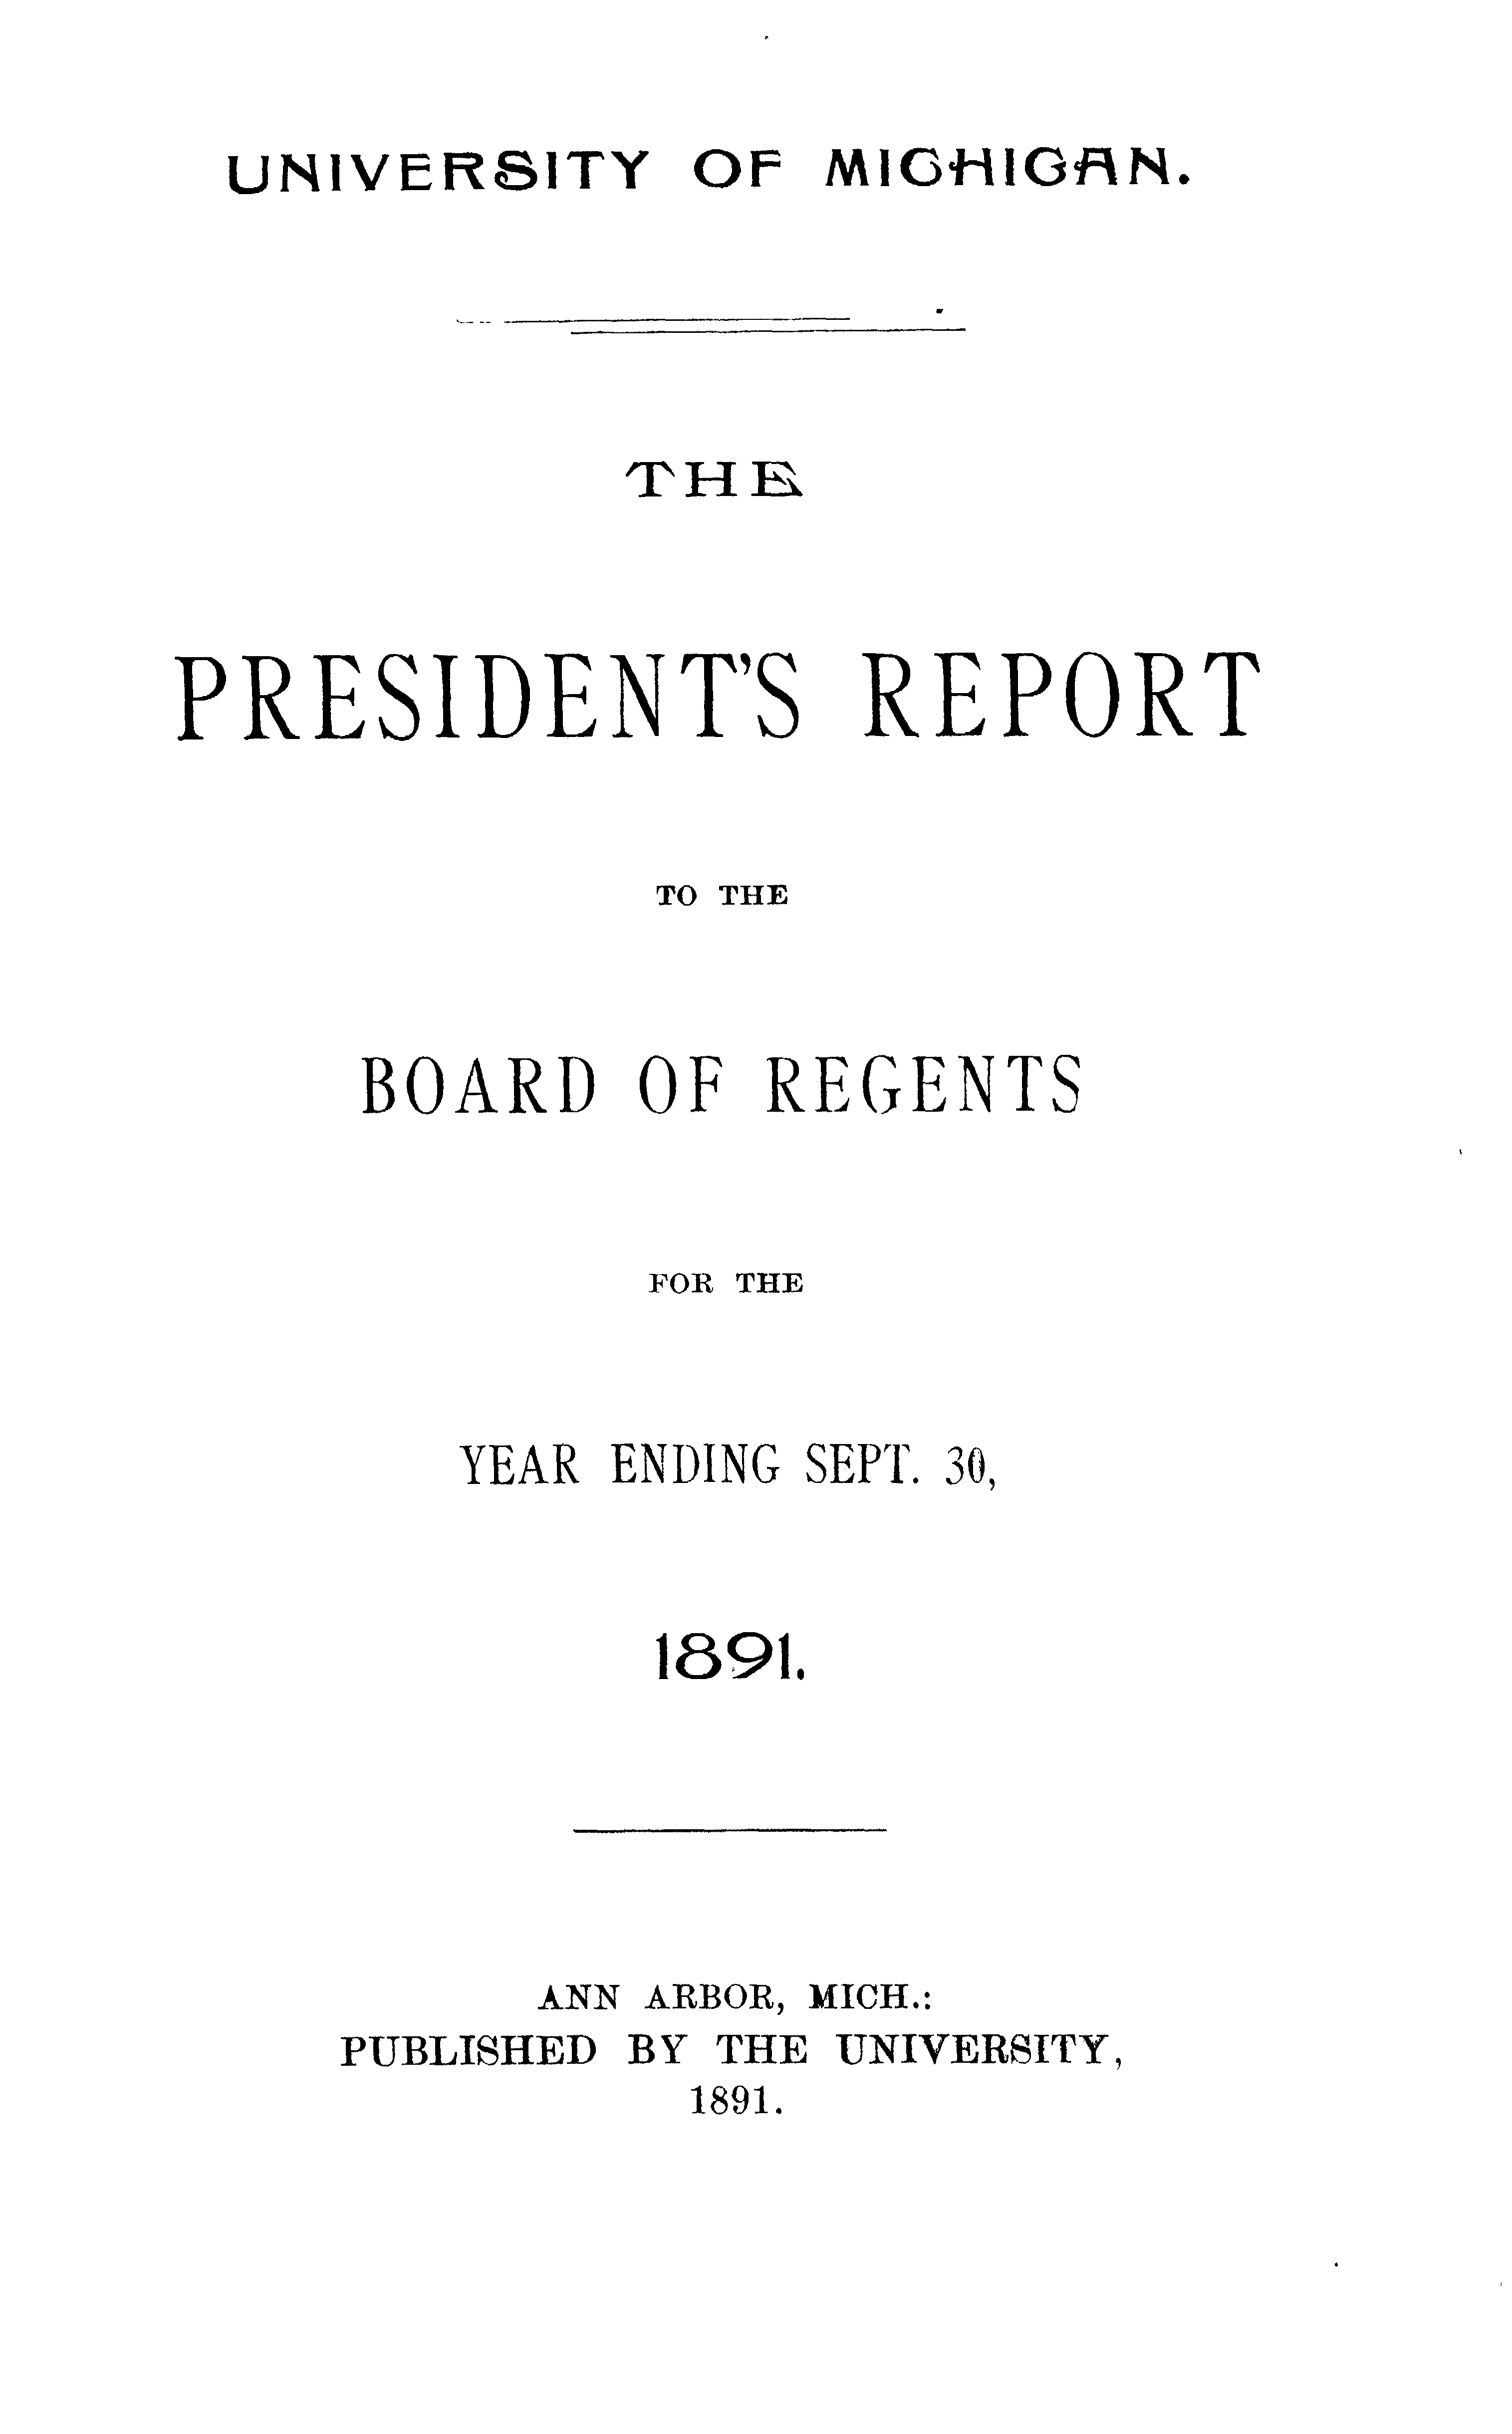 UNIVERSITY OF MICHIGAN.
THE
PRESIDENT'S REPORT
TO THE
BOARD OF REGENTS
FOR THE
YEAR ENDING SEPT. 30,
1891.
ANN ARBOR, MICH.:
PUBLISHED BY THE UNIVERSITY,
1891.